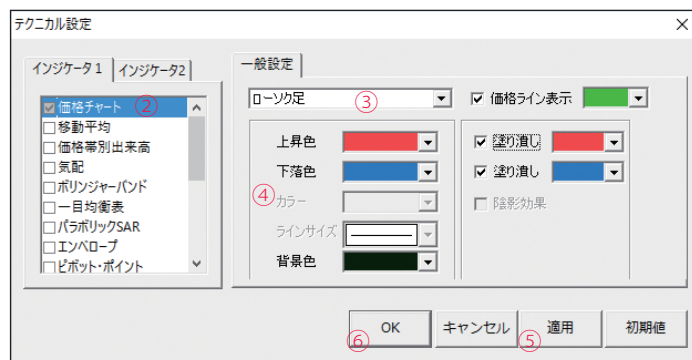 テクニカル設定
インジケータ1 インジケータ2
②
価格チャート
移動平均
価格帯別出来高
気配
ボリンジャーバンド
一目均衡表
パラボリックSAR
エンベロープ
ピボット・ポイント
一般設定
ローソク足 ③
価格ライン表示
④
上昇色
下落色
カラー
ラインサイズ
背景色
塗り潰し
塗り潰し
陰影効果
⑥ OK
キャンセル
⑤ 適用
初期値